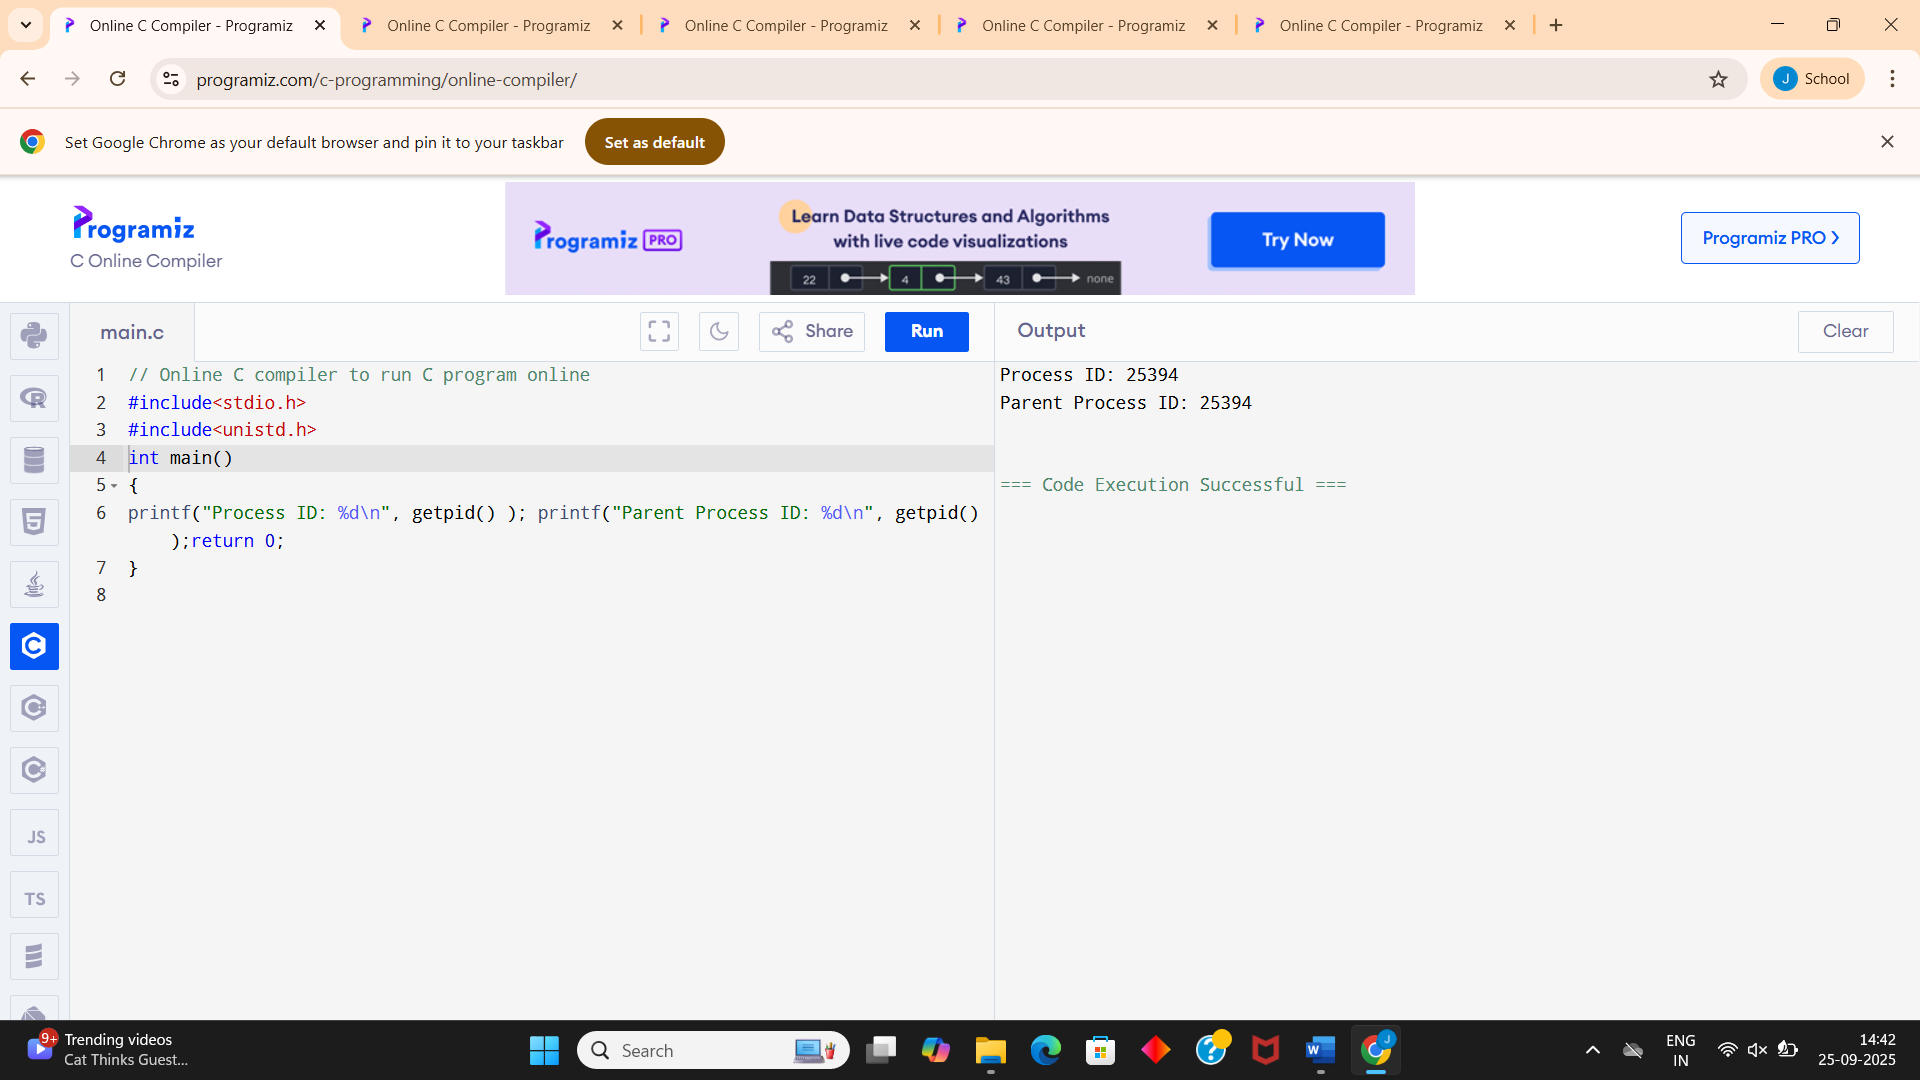 Online C Compiler - Programiz
Online C Compiler - Programiz
Online C Compiler - Programiz
Online C Compiler - Programiz
Online C Compiler - Programiz
programiz.com/c-programming/online-compiler/
J School
Set Google Chrome as your default browser and pin it to your taskbar
Set as default
Programiz
C Online Compiler
Programiz PRO
Learn Data Structures and Algorithms
with live code visualizations
22 4 43 none
Try Now
Programiz PRO
main.c
Share
Run
Output
Clear
1 // Online C compiler to run C program online
2 #include<stdio.h>
3 #include<unistd.h>
4 int main()
5 {
6 printf("Process ID: %d\n", getpid() ); printf("Parent Process ID: %d\n", getpid()
);return 0;
7 }
8
Process ID: 25394
Parent Process ID: 25394
=== Code Execution Successful ===
JS
TS
9+
Trending videos
Cat Thinks Guest...
Search
W
J
ENG
IN
14:42
25-09-2025